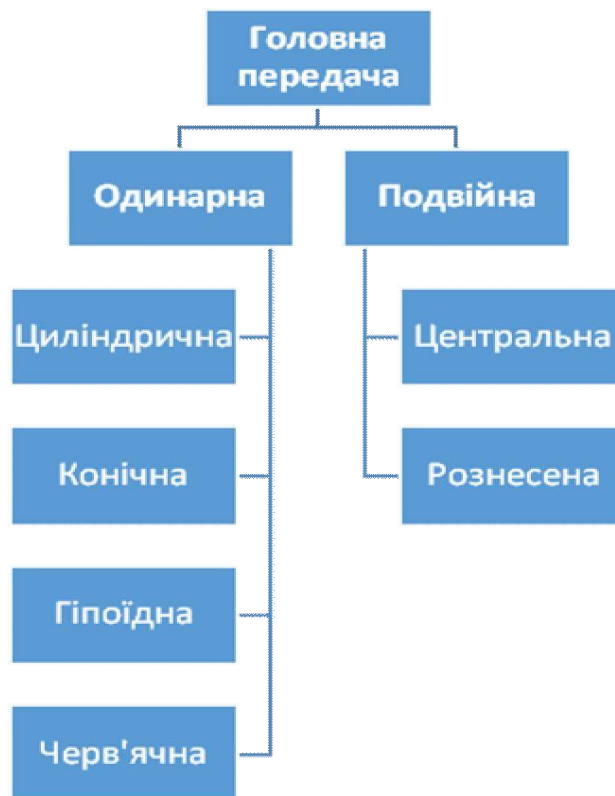 Головна
передача
Одинарна
Подвійна
Циліндрична
Центральна
Конічна
Рознесена
Гіпоїдна
Черв'ячна